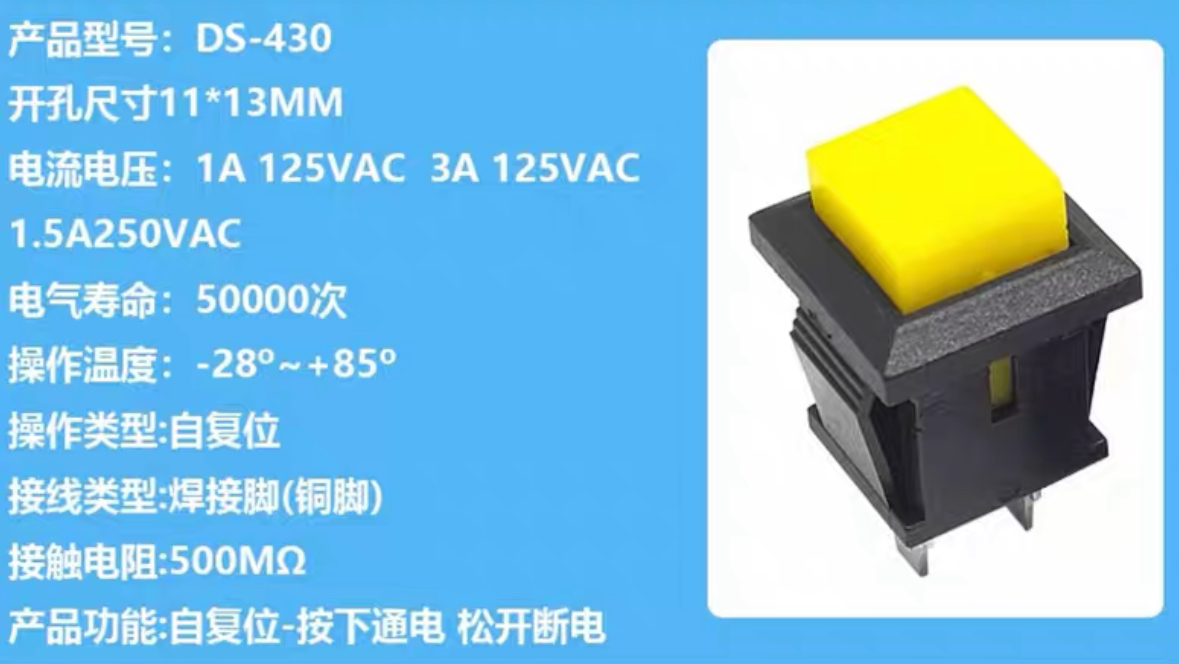 产品型号：DS-430
开孔尺寸11*13MM
电流电压：1A 125VAC 3A 125VAC
1.5A250VAC
电气寿命：50000次
操作温度：-28º~+85º
操作类型:自复位
接线类型:焊接脚(铜脚)
接触电阻:500MΩ
产品功能:自复位-按下通电 松开断电